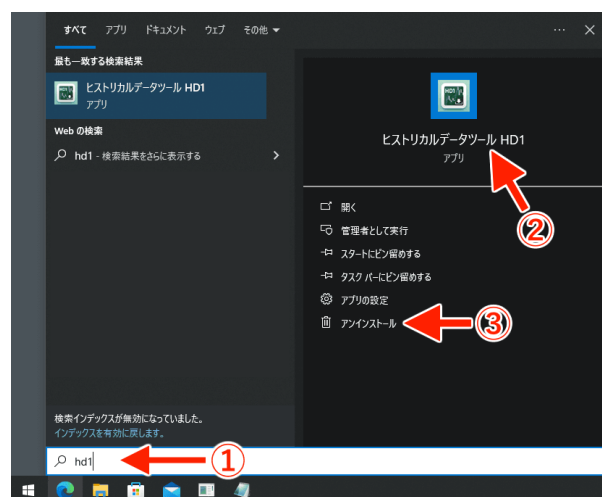 すべて アプリ ドキュメント ウェブ その他 ▼ … ×
最も一致する検索結果
ヒストリカルデータツール HD1
アプリ
Web の検索
hd1 - 検索結果をさらに表示する
ヒストリカルデータツール HD1
アプリ
②
開く
管理者として実行
スタートにピン留めする
タスク バーにピン留めする
アプリの設定
アンインストール
③
検索インデックスが無効になっていました。
インデックスを有効に戻します。
hd1
①